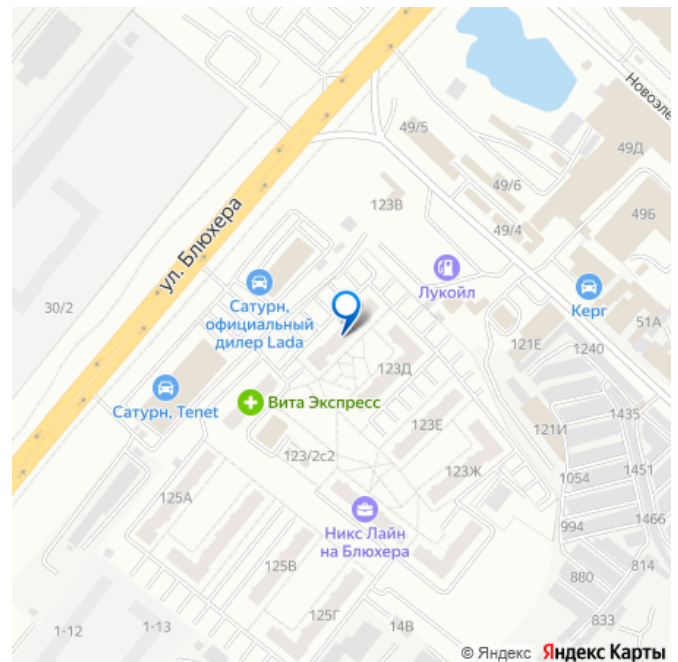 Новоэле
49/5
49Д
49/6
123В
49/4
49Б
ул. Блюхера
Лукойл
Керг
30/2
Сатурн,
официальный
дилер Lada
51А
121Е
1240
123Д
Вита Экспресс
Сатурн, Tenet
1435
123Е
121И
123/2с2
123Ж
1054
1451
125А
Никс Лайн
на Блюхера
994
1466
125В
880
814
125Г
14В
833
1-12
1-13
© Яндекс Яндекс Карты